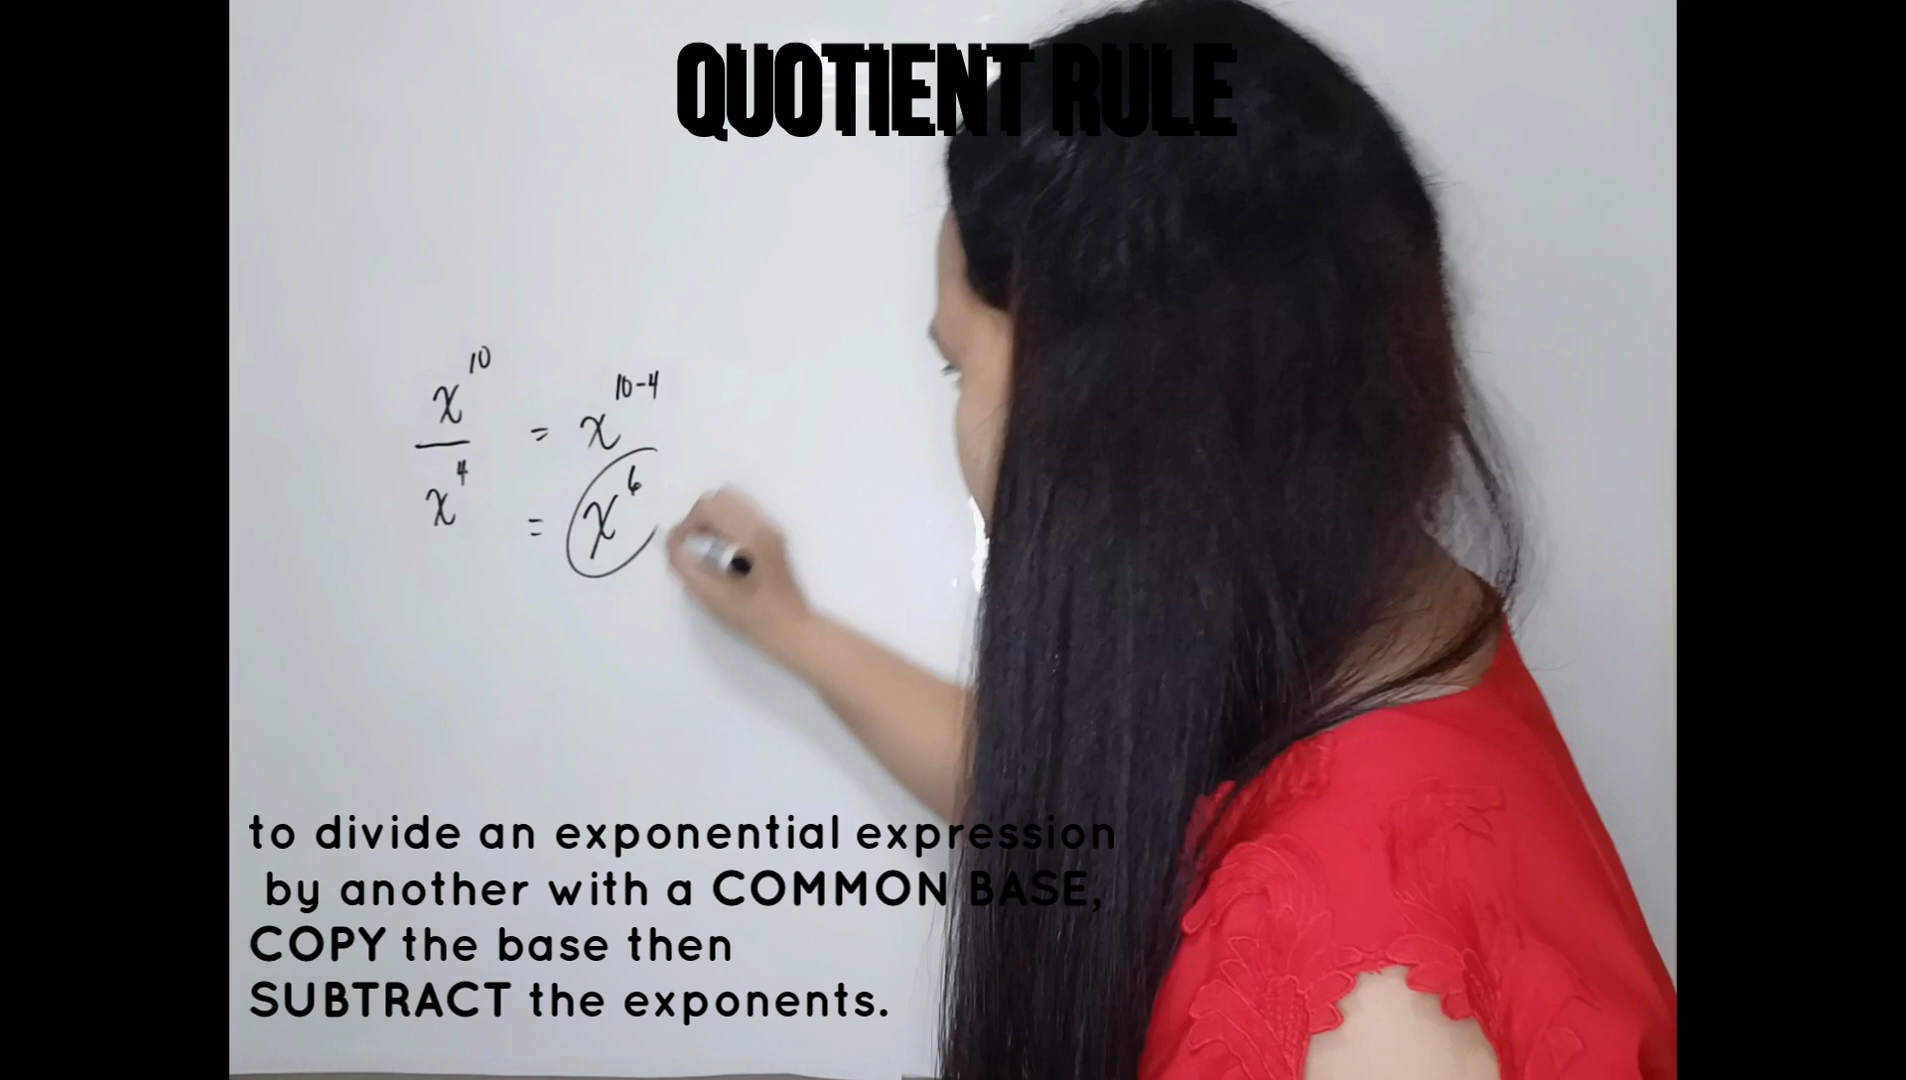 QUOTIENT RULE
x^10
x^4
= x^10-4
= x^6
to divide an exponential expression
by another with a COMMON BASE,
COPY the base then
SUBTRACT the exponents.